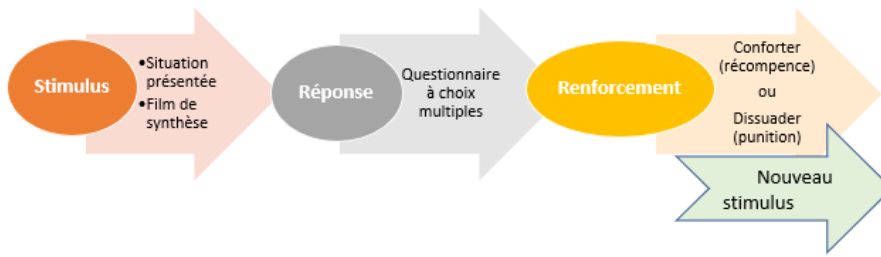 Stimulus
•Situation
présentée
•Film de
synthèse
Réponse
Questionnaire
à choix
multiples
Renforcement
Conforter
(récompence)
ou
Dissuader
(punition)
Nouveau
stimulus